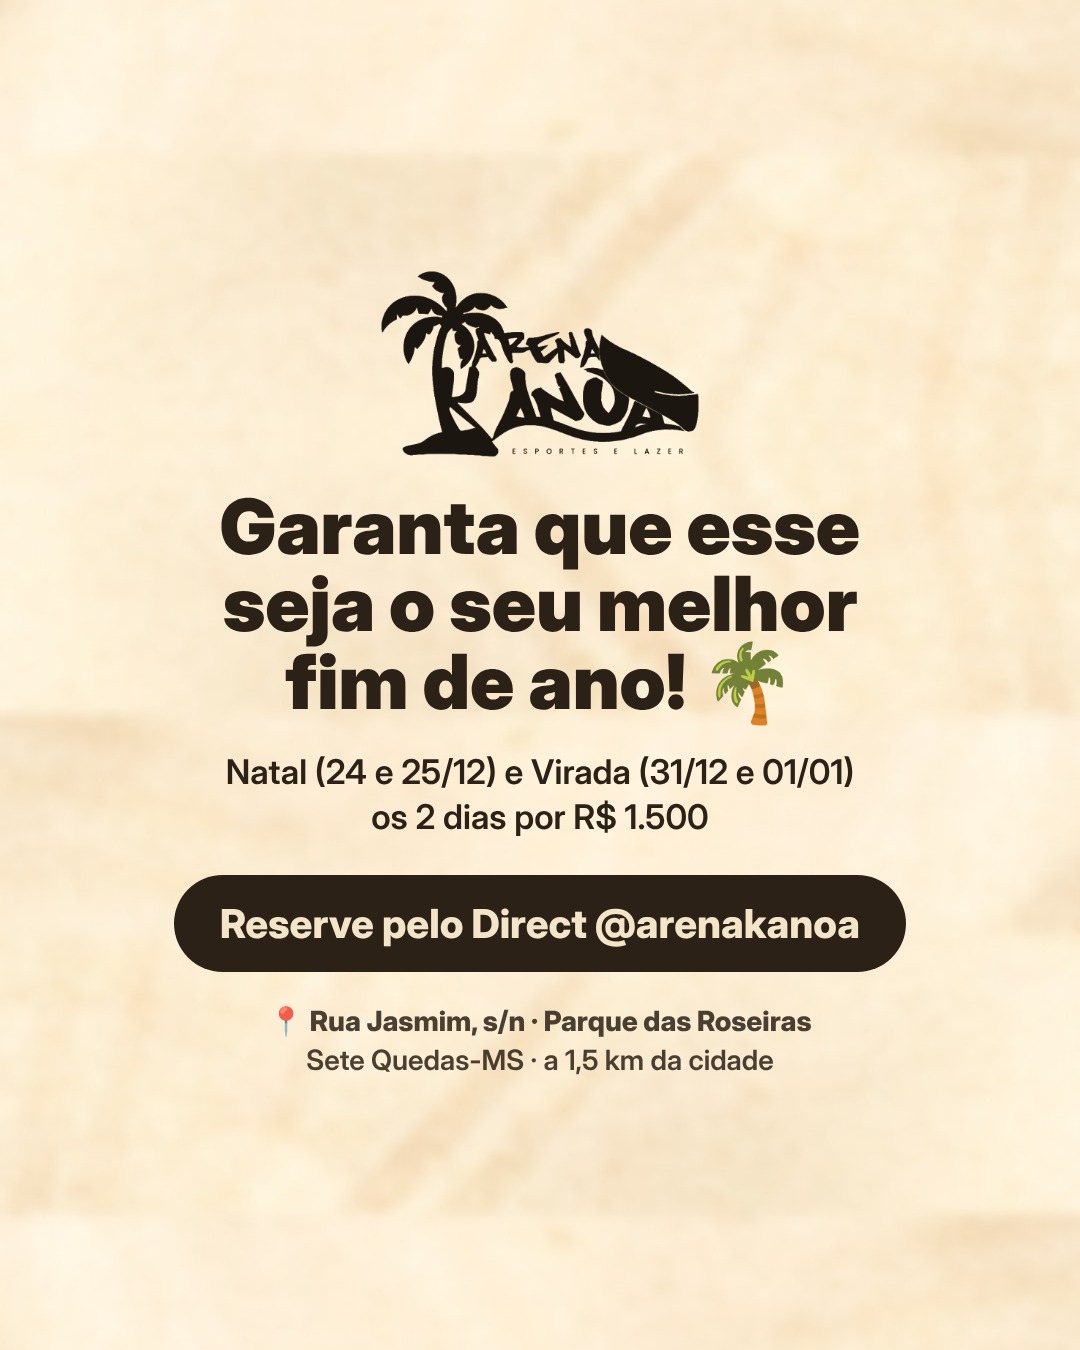 ARENA
KANOA
ESPORTES E LAZER
Garanta que esse
seja o seu melhor
fim de ano! 🌴
Natal (24 e 25/12) e Virada (31/12 e 01/01)
os 2 dias por R$ 1.500
Reserve pelo Direct @arenakanoa
📍 Rua Jasmim, s/n · Parque das Roseiras
Sete Quedas-MS · a 1,5 km da cidade